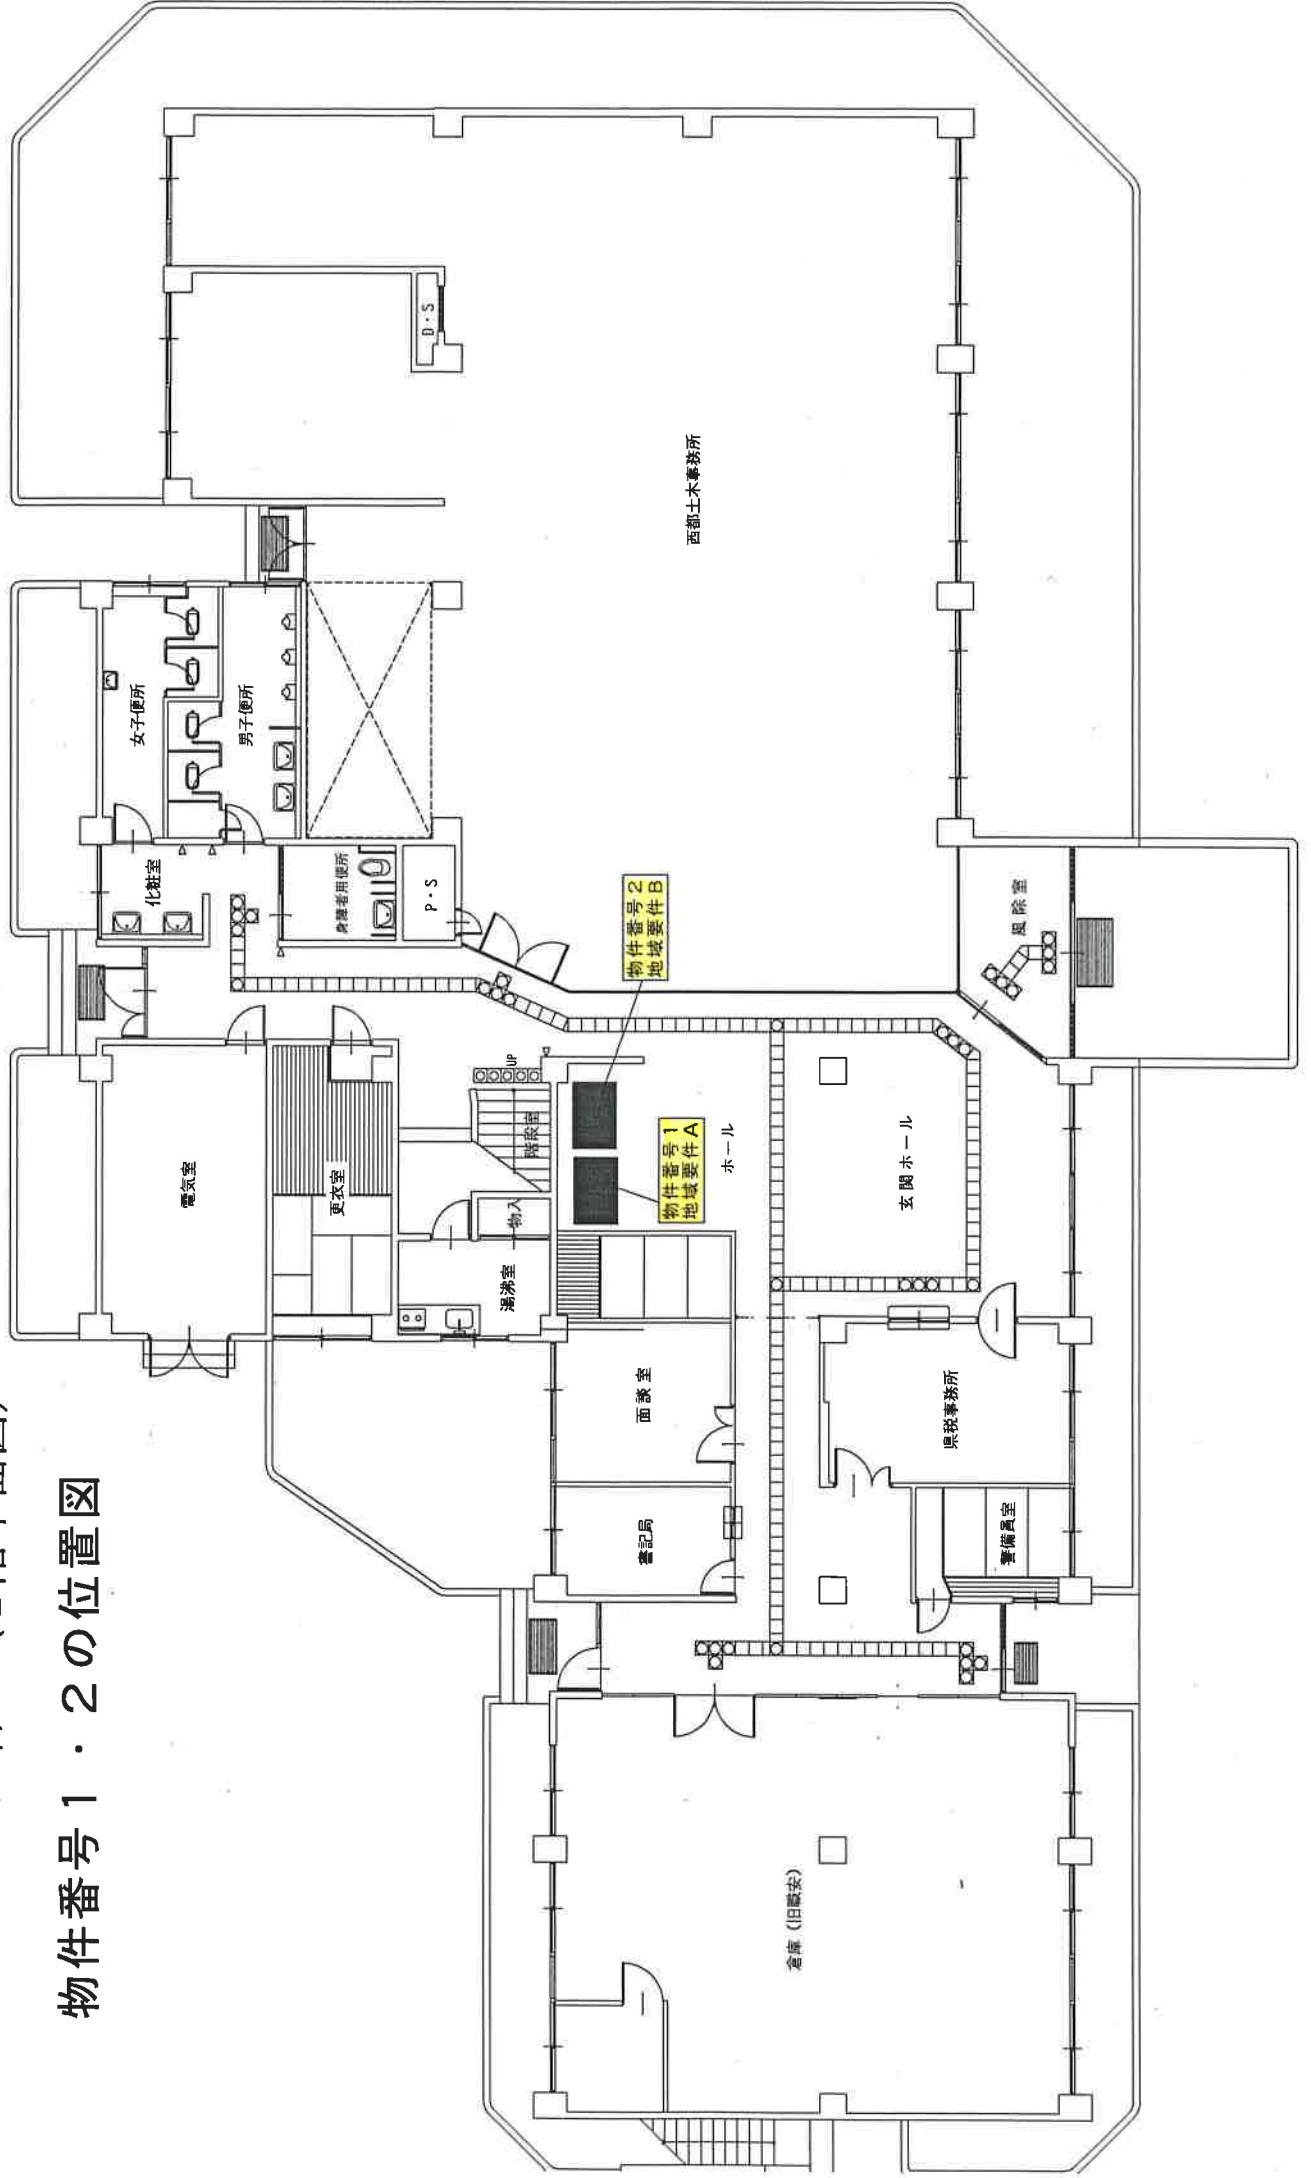 物件番号1・2の位置図
電気室
更衣室
湯沸室
物入
階段室
UP
化粧室
女子便所
男子便所
身障者用便所
P・S
D・S
西都土木事務所
物件番号2
地域要件B
物件番号1
地域要件A
ホール
玄関ホール
風除室
面談室
書記局
県税事務所
警備員室
倉庫（旧職安）